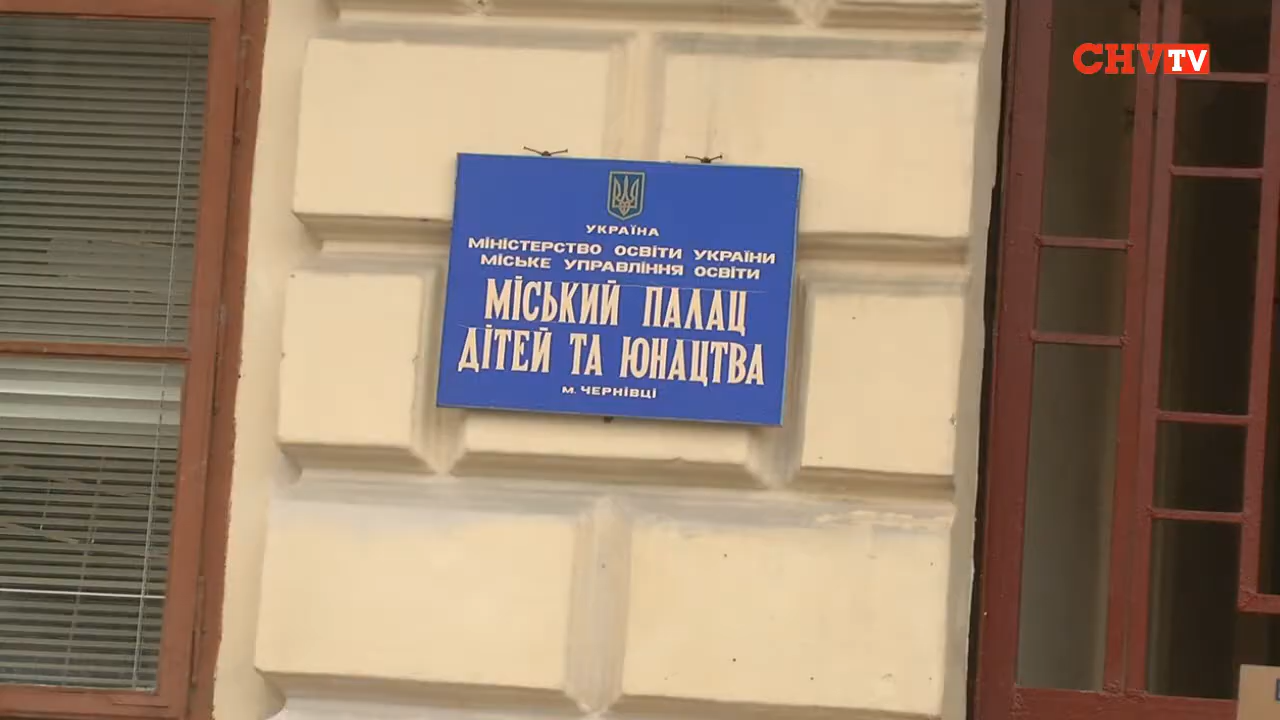 CHVTV
УКРАЇНА
МІНІСТЕРСТВО ОСВІТИ УКРАЇНИ
МІСЬКЕ УПРАВЛІННЯ ОСВІТИ
МІСЬКИЙ ПАЛАЦ
ДІТЕЙ ТА ЮНАЦТВА
м. ЧЕРНІВЦІ